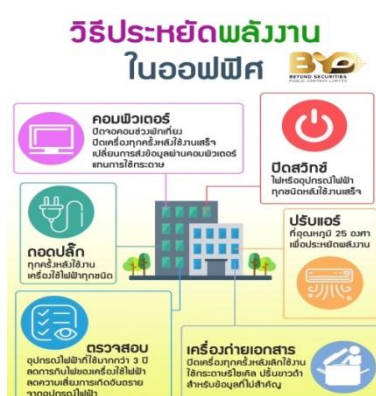 วิธีประหยัดพลังงาน
ในออฟฟิศ
BYD
BEYOND SECURITIES
PUBLIC COMPANY LIMITED
คอมพิวเตอร์
ปิดจอคอมช่วงพักเที่ยง
ปิดเครื่องทุกครั้งหลังใช้งานเสร็จ
เปลี่ยนการส่งข้อมูลผ่านคอมพิวเตอร์
แทนการใช้กระดาษ
ปิดสวิทช์
ไฟหรืออุปกรณ์ไฟฟ้า
ทุกชนิดหลังใช้งานเสร็จ
ถอดปลั๊ก
ทุกครั้งหลังใช้งาน
เครื่องใช้ไฟฟ้าทุกชนิด
ปรับแอร์
ที่อุณหภูมิ 25 องศา
เพื่อประหยัดพลังงาน
ตรวจสอบ
อุปกรณ์ไฟฟ้าที่ใช้มากกว่า 3 ปี
ลดการกินไฟของเครื่องใช้ไฟฟ้า
ลดความเสี่ยงการเกิดอันตราย
จากอุปกรณ์ไฟฟ้า
เครื่องถ่ายเอกสาร
ปิดเครื่องทุกครั้งหลังเลิกใช้งาน
ใช้กระดาษรีไซเคิล ปริ้นขาวดำ
สำหรับข้อมูลที่ไม่สำคัญ